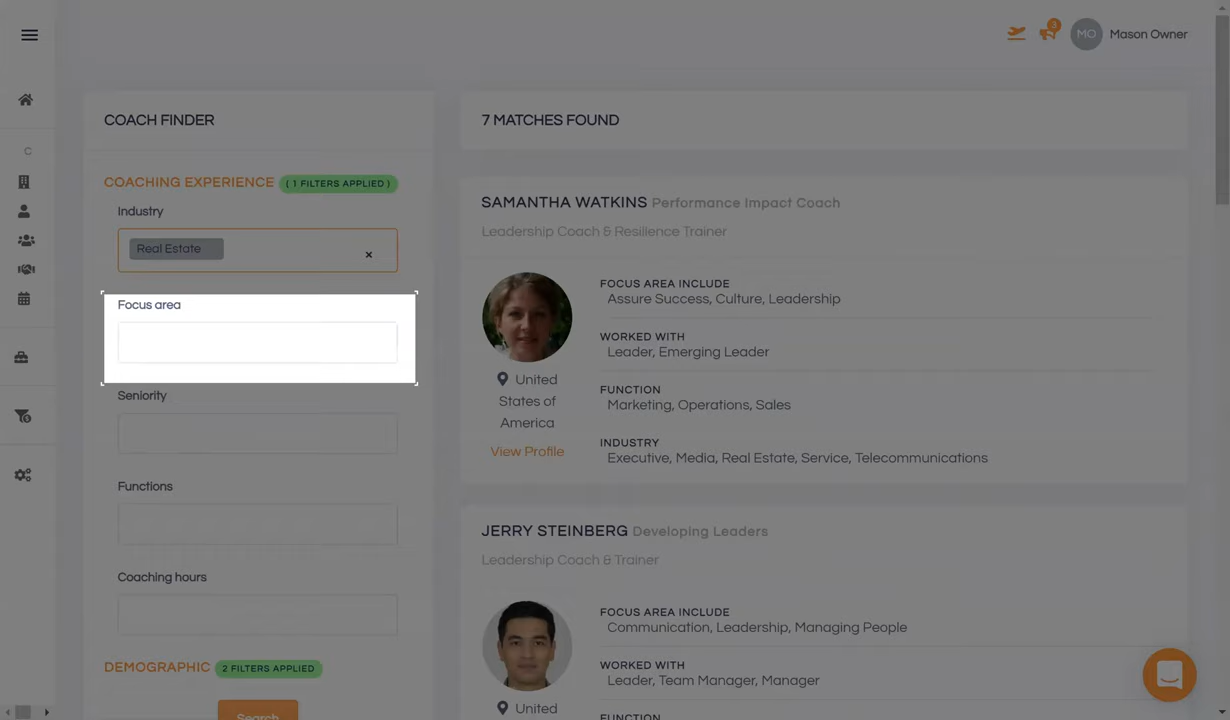 3
MO
Mason Owner
C
COACH FINDER
COACHING EXPERIENCE ( 1 FILTERS APPLIED )
Industry
Real Estate ×
Focus area
Seniority
Functions
Coaching hours
DEMOGRAPHIC 2 FILTERS APPLIED
Search
7 MATCHES FOUND
SAMANTHA WATKINS Performance Impact Coach
Leadership Coach & Resilience Trainer
United
States of
America
View Profile
FOCUS AREA INCLUDE
Assure Success, Culture, Leadership
WORKED WITH
Leader, Emerging Leader
FUNCTION
Marketing, Operations, Sales
INDUSTRY
Executive, Media, Real Estate, Service, Telecommunications
JERRY STEINBERG Developing Leaders
Leadership Coach & Trainer
United
FOCUS AREA INCLUDE
Communication, Leadership, Managing People
WORKED WITH
Leader, Team Manager, Manager
FUNCTION